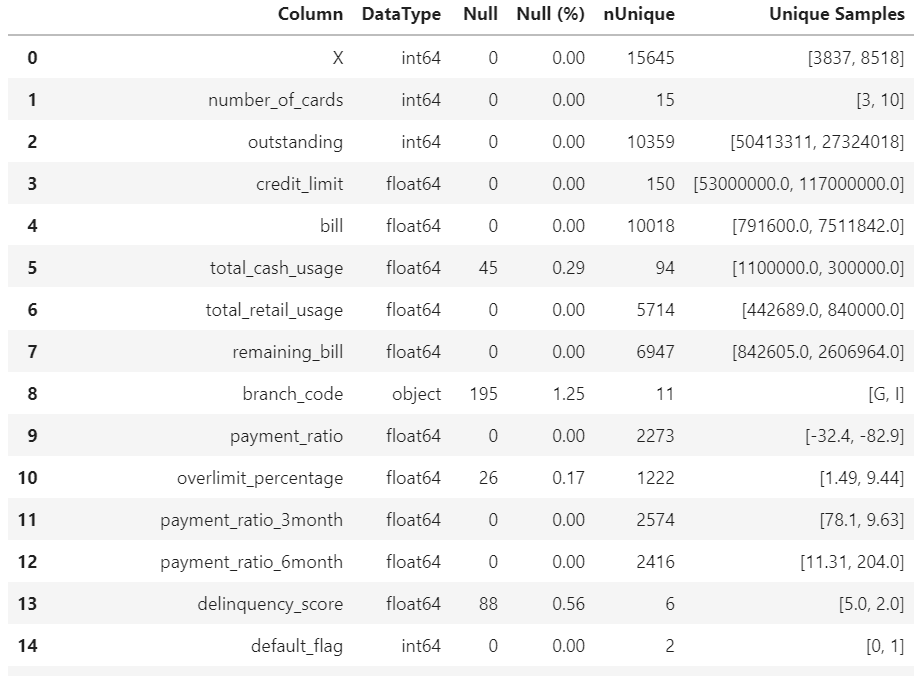 Column DataType Null Null (%) nUnique Unique Samples
0 X int64 0 0.00 15645 [3837, 8518]
1 number_of_cards int64 0 0.00 15 [3, 10]
2 outstanding int64 0 0.00 10359 [50413311, 27324018]
3 credit_limit float64 0 0.00 150 [53000000.0, 117000000.0]
4 bill float64 0 0.00 10018 [791600.0, 7511842.0]
5 total_cash_usage float64 45 0.29 94 [1100000.0, 300000.0]
6 total_retail_usage float64 0 0.00 5714 [442689.0, 840000.0]
7 remaining_bill float64 0 0.00 6947 [842605.0, 2606964.0]
8 branch_code object 195 1.25 11 [G, I]
9 payment_ratio float64 0 0.00 2273 [-32.4, -82.9]
10 overlimit_percentage float64 26 0.17 1222 [1.49, 9.44]
11 payment_ratio_3month float64 0 0.00 2574 [78.1, 9.63]
12 payment_ratio_6month float64 0 0.00 2416 [11.31, 204.0]
13 delinquency_score float64 88 0.56 6 [5.0, 2.0]
14 default_flag int64 0 0.00 2 [0, 1]